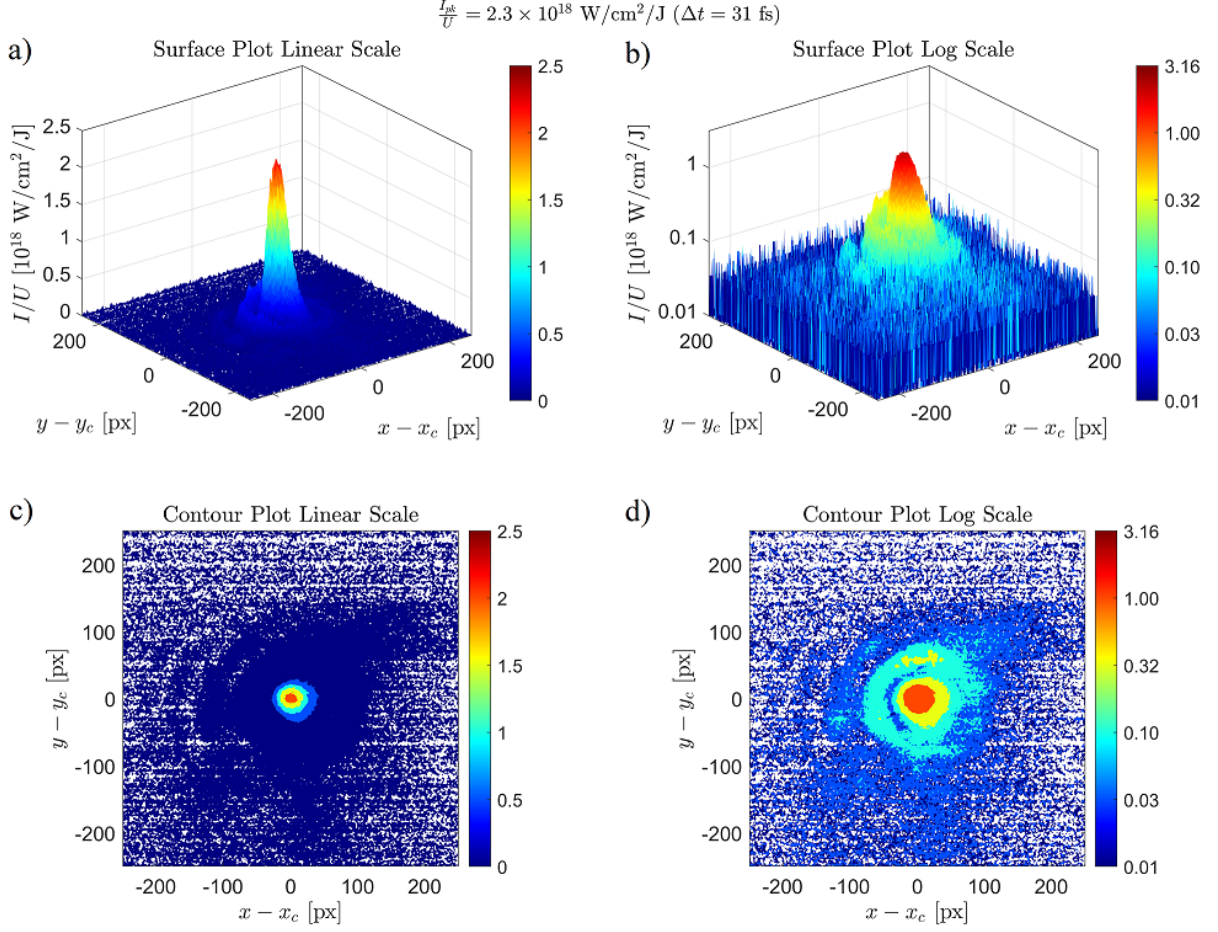 I_pk/U = 2.3 × 10^18 W/cm²/J (Δt = 31 fs)
a)
Surface Plot Linear Scale
2.5
2
1.5
1
0.5
0
I/U [10^18 W/cm²/J]
200
0
-200
y − y_c [px]
-200
0
200
x − x_c [px]
2.5
2
1.5
1
0.5
0
b)
Surface Plot Log Scale
1
0.1
0.01
I/U [10^18 W/cm²/J]
200
0
-200
y − y_c [px]
-200
0
200
x − x_c [px]
3.16
1.00
0.32
0.10
0.03
0.01
c)
Contour Plot Linear Scale
200
100
0
-100
-200
y − y_c [px]
-200 -100 0 100 200
x − x_c [px]
2.5
2
1.5
1
0.5
0
d)
Contour Plot Log Scale
200
100
0
-100
-200
y − y_c [px]
-200 -100 0 100 200
x − x_c [px]
3.16
1.00
0.32
0.10
0.03
0.01